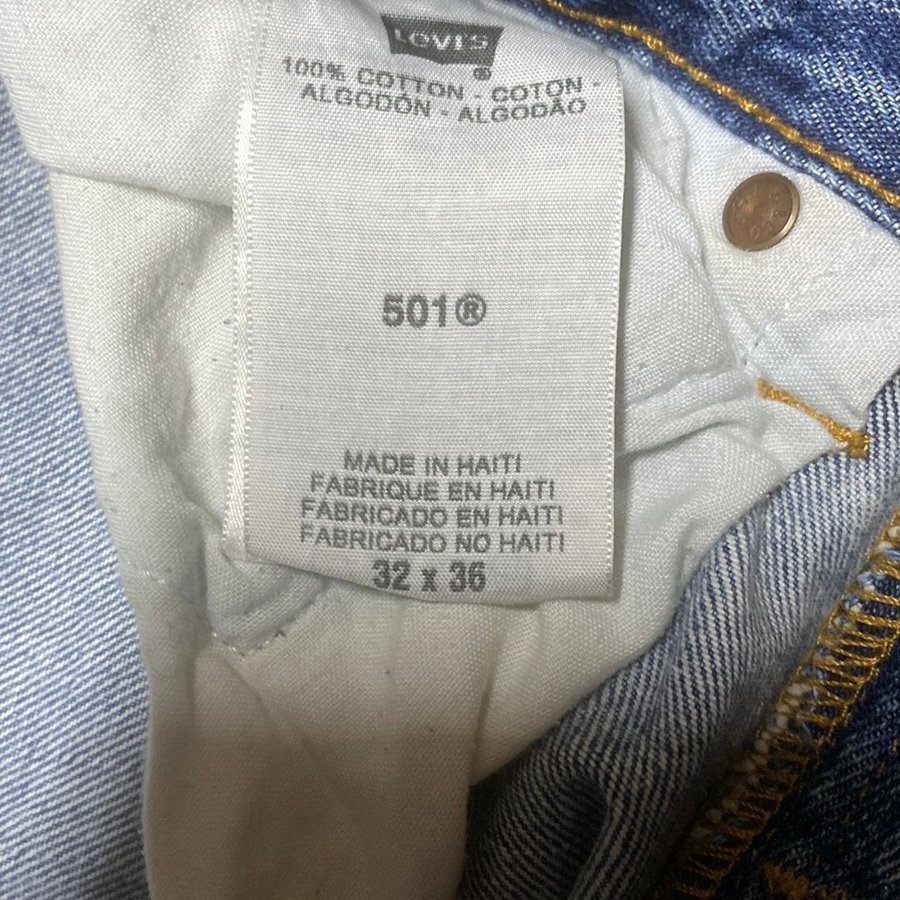 LEVI'S
®
100% COTTON - COTON -
ALGODÓN - ALGODÃO
501®
MADE IN HAITI
FABRIQUE EN HAITI
FABRICADO EN HAITI
FABRICADO NO HAITI
32 x 36